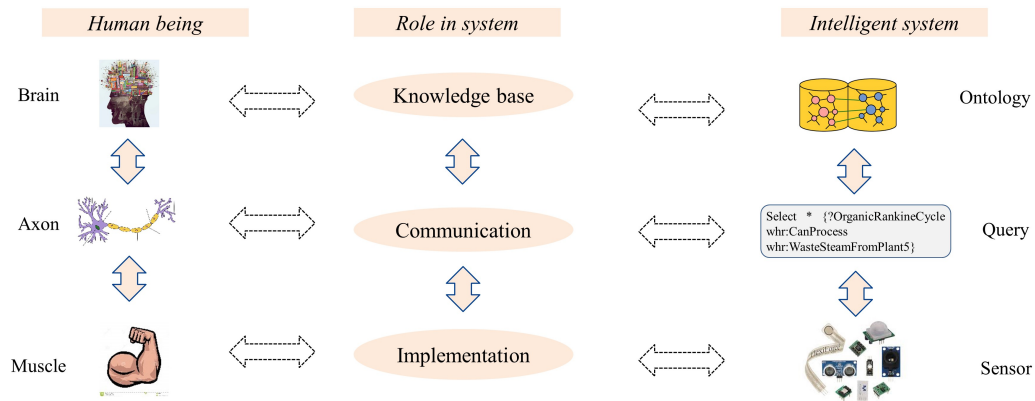 Human being
Role in system
Intelligent system
Brain
Knowledge base
Ontology
Axon
Communication
Select * {?OrganicRankineCycle
whr:CanProcess
whr:WasteSteamFromPlant5}
Query
Muscle
Implementation
Sensor